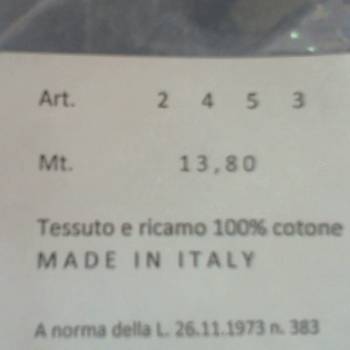 Art. 2 4 5 3
Mt. 13,80
Tessuto e ricamo 100% cotone
MADE IN ITALY
A norma della L. 26.11.1973 n. 383